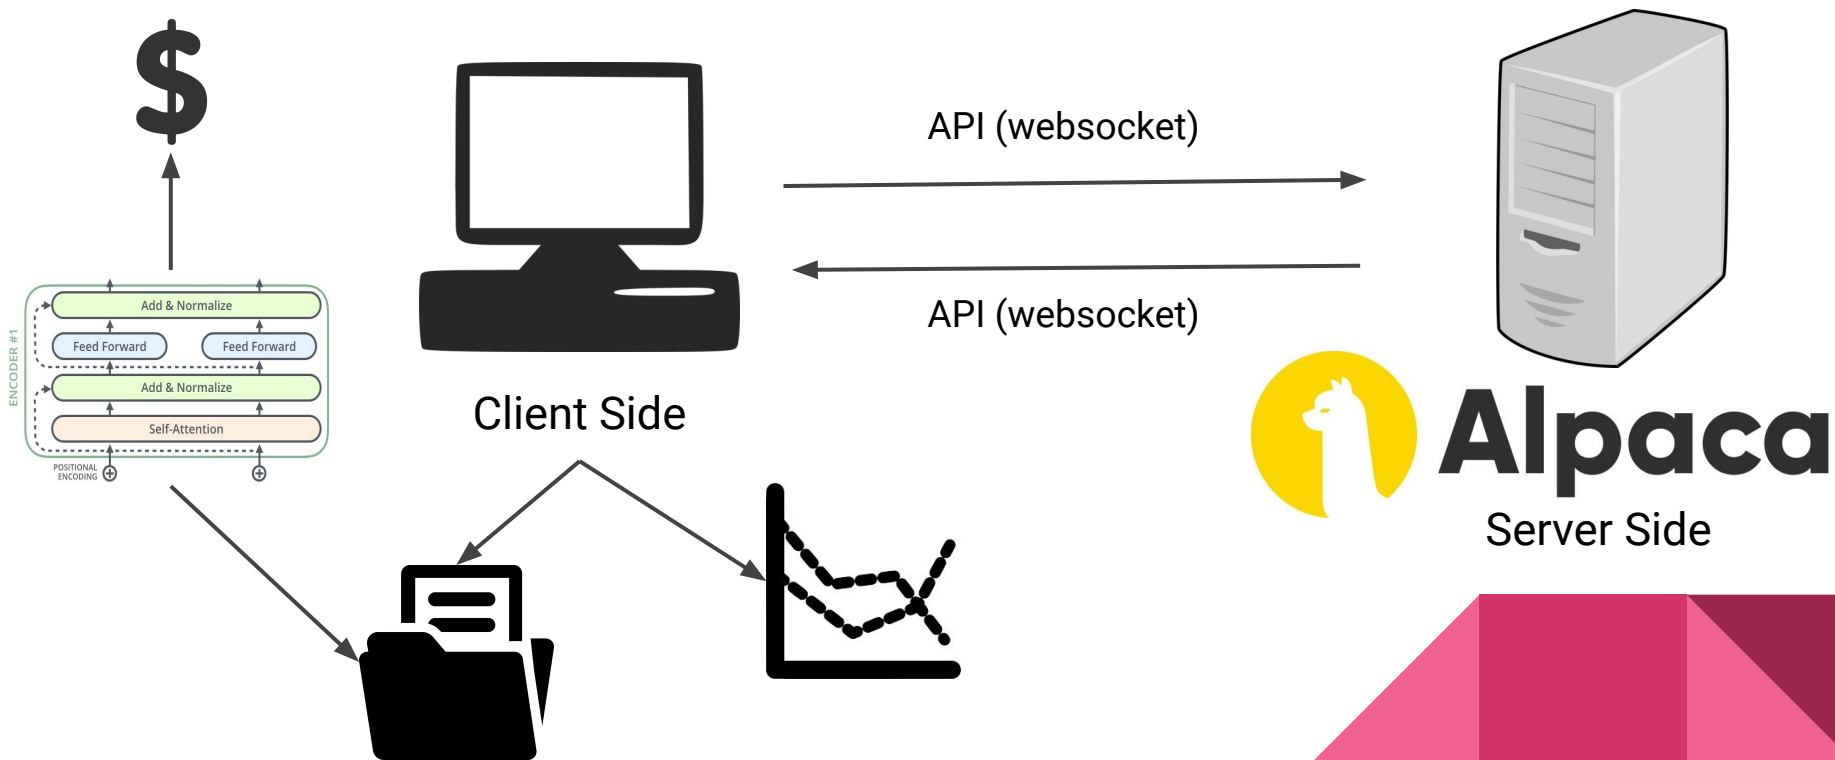 $
API (websocket)
API (websocket)
ENCODER #1
Add & Normalize
Feed Forward
Feed Forward
Add & Normalize
Self-Attention
POSITIONAL
ENCODING
Client Side
Alpaca
Server Side